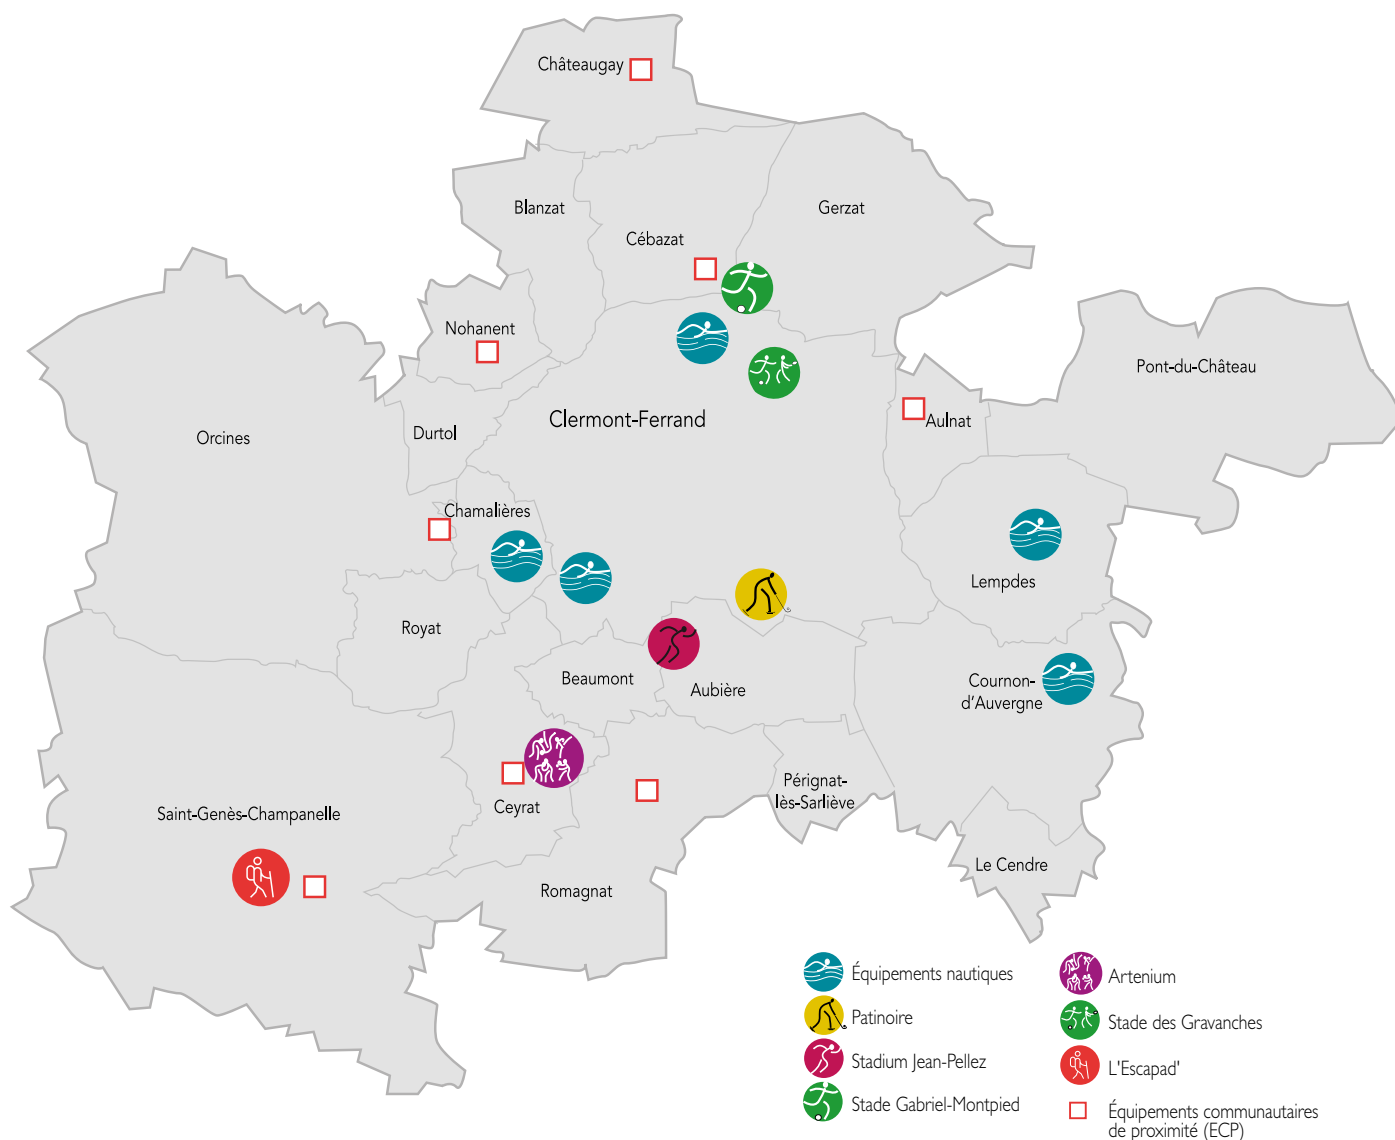 Châteaugay
Blanzat
Gerzat
Cébazat
Nohanent
Pont-du-Château
Clermont-Ferrand
Aulnat
Durtol
Orcines
Chamalières
Lempdes
Royat
Beaumont
Aubière
Cournon-
d'Auvergne
Pérignat-
lès-Sarliève
Ceyrat
Saint-Genès-Champanelle
Le Cendre
Romagnat
Équipements nautiques
Patinoire
Stadium Jean-Pellez
Stade Gabriel-Montpied
Artenium
Stade des Gravanches
L'Escapad'
Équipements communautaires
de proximité (ECP)